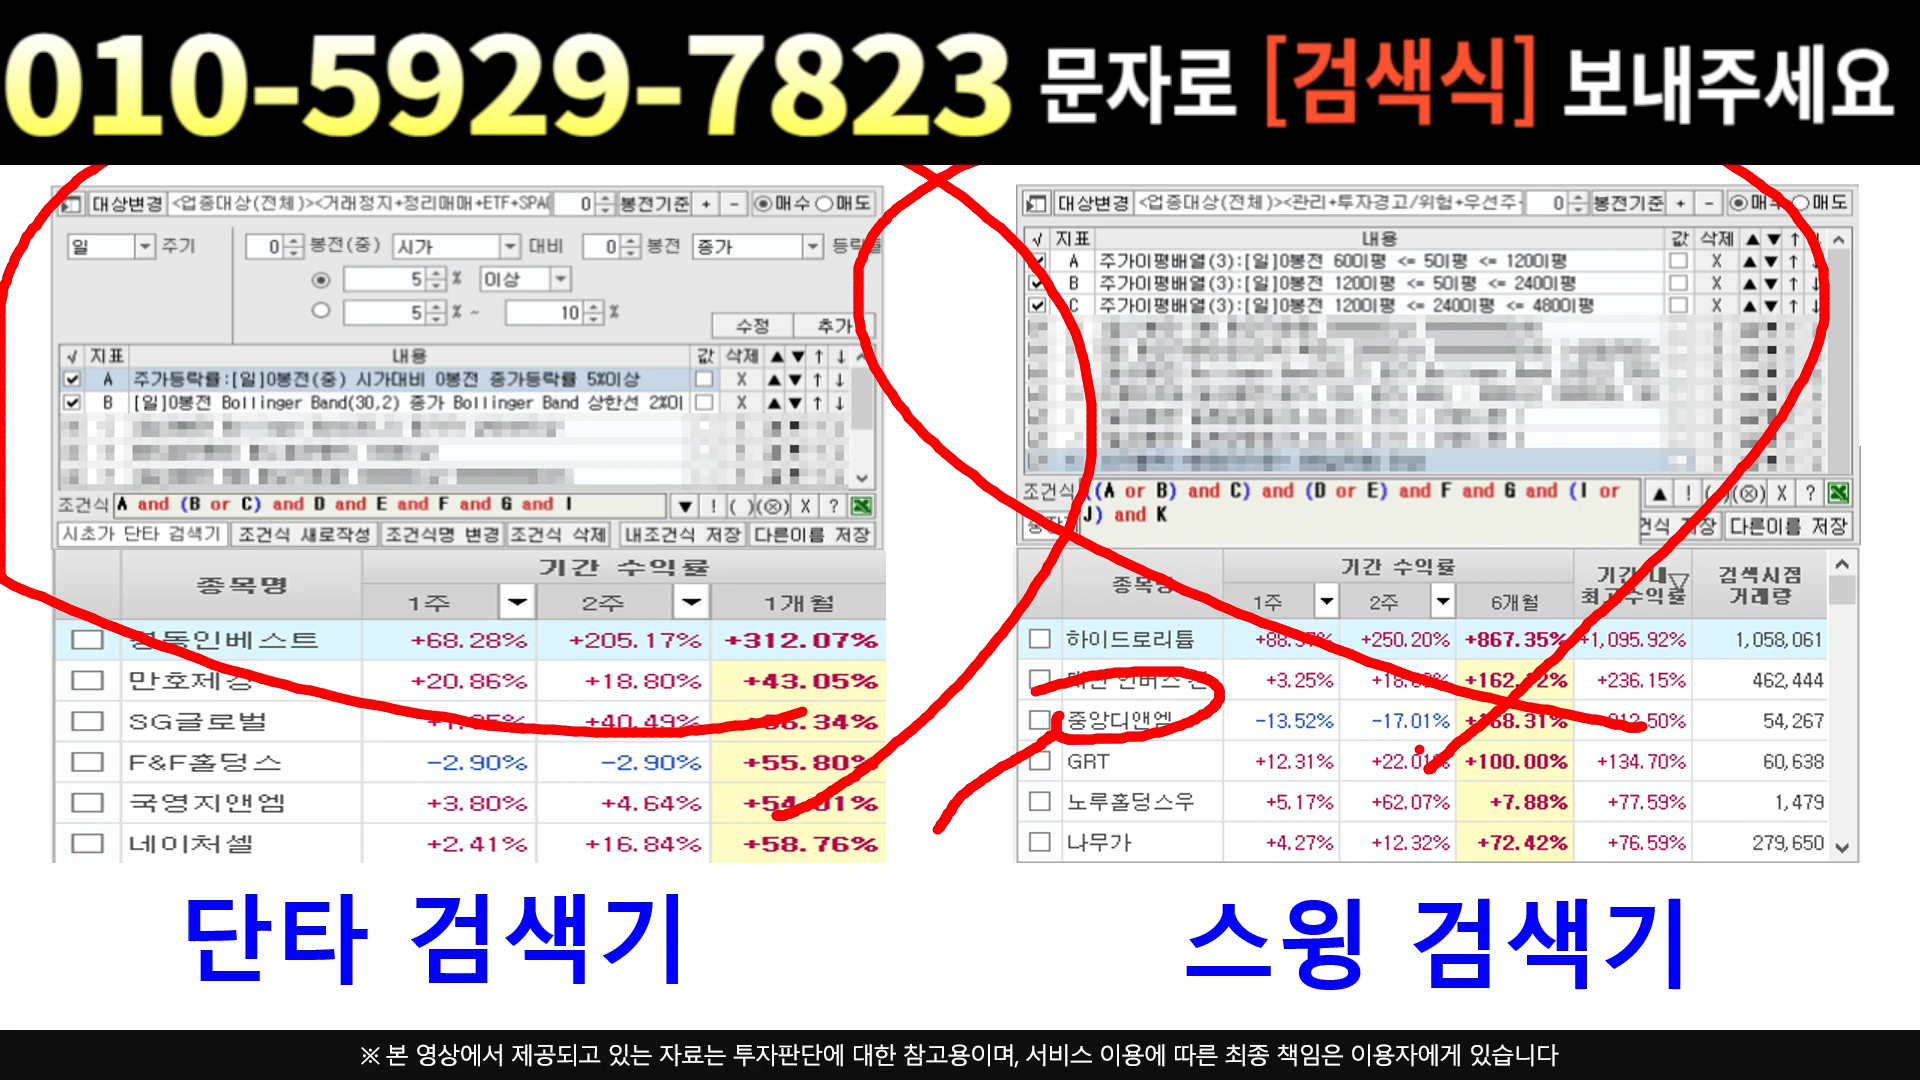 010-5929-7823 문자로 [검색식] 보내주세요
대상변경 <업종대상(전체)><거래정지+정리매매+ETF+SPA 0 봉전기준 + - 매수 매도
일 주기 0 봉전(중) 시가 대비 0 봉전 종가
5 % 이상
5 % ~ 10 %
수정 추가
√ 지표 내용 값 삭제 ▲ ▼ ↑ ↓
A 주가등락률:[일]0봉전(중) 시가대비 0봉전 종가등락률 5%이상 X ▲ ▼ ↑ ↓
B [일]0봉전 Bollinger Band(30,2) 종가 Bollinger Band 상한선 2%이 X ▲ ▼ ↑ ↓
조건식 A and (B or C) and D and E and F and G and I ▼ ! ( )(⊗) X ?
시초가 단타 검색기 조건식 새로작성 조건식명 변경 조건식 삭제 내조건식 저장 다른이름 저장
종목명 기간 수익률
1주 2주 1개월
인베스트 +68.28% +205.17% +312.07%
만호제강 +20.86% +18.80% +43.05%
SG글로벌 +40.49%
F&F홀딩스 -2.90% -2.90% +55.80%
국영지앤엠 +3.80% +4.64%
네이처셀 +2.41% +16.84% +58.76%
단타 검색기
대상변경 <업종대상(전체)><관리+투자경고/위험+우선주+ 0 봉전기준 + - 매수 매도
√ 지표 내용 값 삭제 ▲ ▼ ↑
A 주가이평배열(3):[일]0봉전 60이평 <= 5이평 <= 120이평 X ▲ ▼ ↑
B 주가이평배열(3):[일]0봉전 120이평 <= 5이평 <= 240이평 X ▲ ▼ ↑
C 주가이평배열(3):[일]0봉전 120이평 <= 240이평 <= 480이평 X ▲ ▼ ↑ ↓
조건식 ((A or B) and C) and (D or E) and F and G and (I or ▲ ! (⊗) X ?
J) and K
저장 다른이름 저장
종목명 기간 수익률 기간 내 최고수익률 검색시점 거래량
1주 2주 6개월
하이드로리튬 +250.20% +867.35% +1,095.92% 1,058,061
+3.25% +236.15% 462,444
중앙디앤엠 -13.52% -17.01% 54,267
GRT +12.31% +100.00% +134.70% 60,638
노루홀딩스우 +5.17% +62.07% +7.88% +77.59% 1,479
나무가 +4.27% +12.32% +72.42% +76.59% 279,650
스윙 검색기
※ 본 영상에서 제공되고 있는 자료는 투자판단에 대한 참고용이며, 서비스 이용에 따른 최종 책임은 이용자에게 있습니다